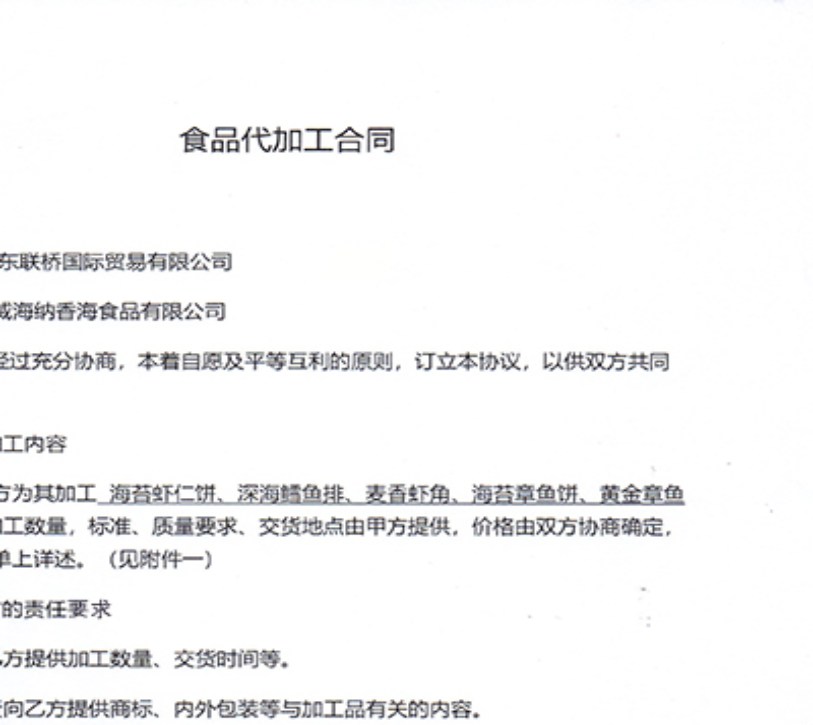 食品代加工合同
东联桥国际贸易有限公司
威海纳香海食品有限公司
经过充分协商，本着自愿及平等互利的原则，订立本协议，以供双方共同
加工内容
方为其加工 海苔虾仁饼、深海鳕鱼排、麦香虾角、海苔章鱼饼、黄金章鱼
加工数量，标准、质量要求、交货地点由甲方提供，价格由双方协商确定，
单上详述。（见附件一）
的责任要求
方提供加工数量、交货时间等。
向乙方提供商标、内外包装等与加工品有关的内容。